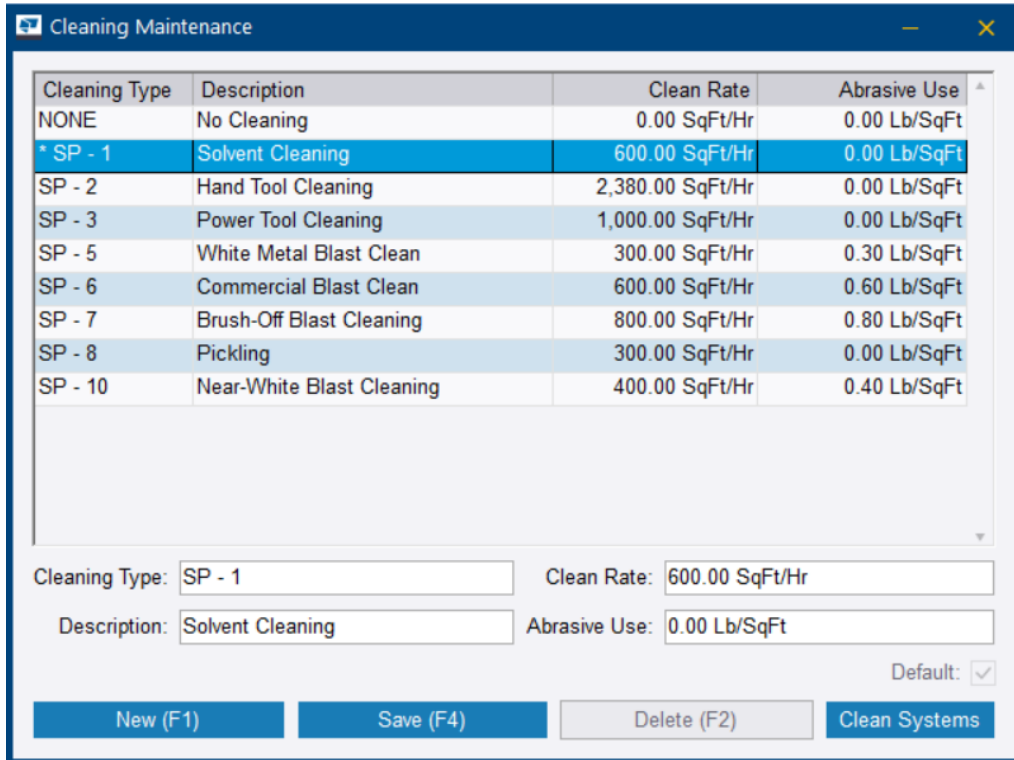 Cleaning Maintenance
Cleaning Type Description Clean Rate Abrasive Use
NONE No Cleaning 0.00 SqFt/Hr 0.00 Lb/SqFt
* SP - 1 Solvent Cleaning 600.00 SqFt/Hr 0.00 Lb/SqFt
SP - 2 Hand Tool Cleaning 2,380.00 SqFt/Hr 0.00 Lb/SqFt
SP - 3 Power Tool Cleaning 1,000.00 SqFt/Hr 0.00 Lb/SqFt
SP - 5 White Metal Blast Clean 300.00 SqFt/Hr 0.30 Lb/SqFt
SP - 6 Commercial Blast Clean 600.00 SqFt/Hr 0.60 Lb/SqFt
SP - 7 Brush-Off Blast Cleaning 800.00 SqFt/Hr 0.80 Lb/SqFt
SP - 8 Pickling 300.00 SqFt/Hr 0.00 Lb/SqFt
SP - 10 Near-White Blast Cleaning 400.00 SqFt/Hr 0.40 Lb/SqFt
Cleaning Type: SP - 1 Clean Rate: 600.00 SqFt/Hr
Description: Solvent Cleaning Abrasive Use: 0.00 Lb/SqFt
Default:
New (F1) Save (F4) Delete (F2) Clean Systems